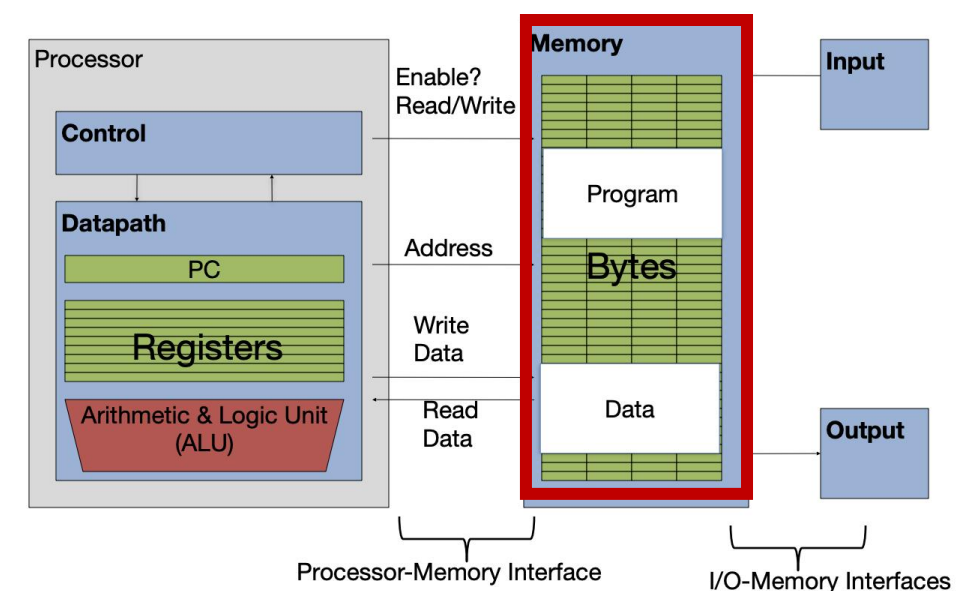 Processor
Control
Datapath
PC
Registers
Arithmetic & Logic Unit
(ALU)
Enable?
Read/Write
Address
Write
Data
Read
Data
Processor-Memory Interface
Memory
Program
Bytes
Data
Input
Output
I/O-Memory Interfaces